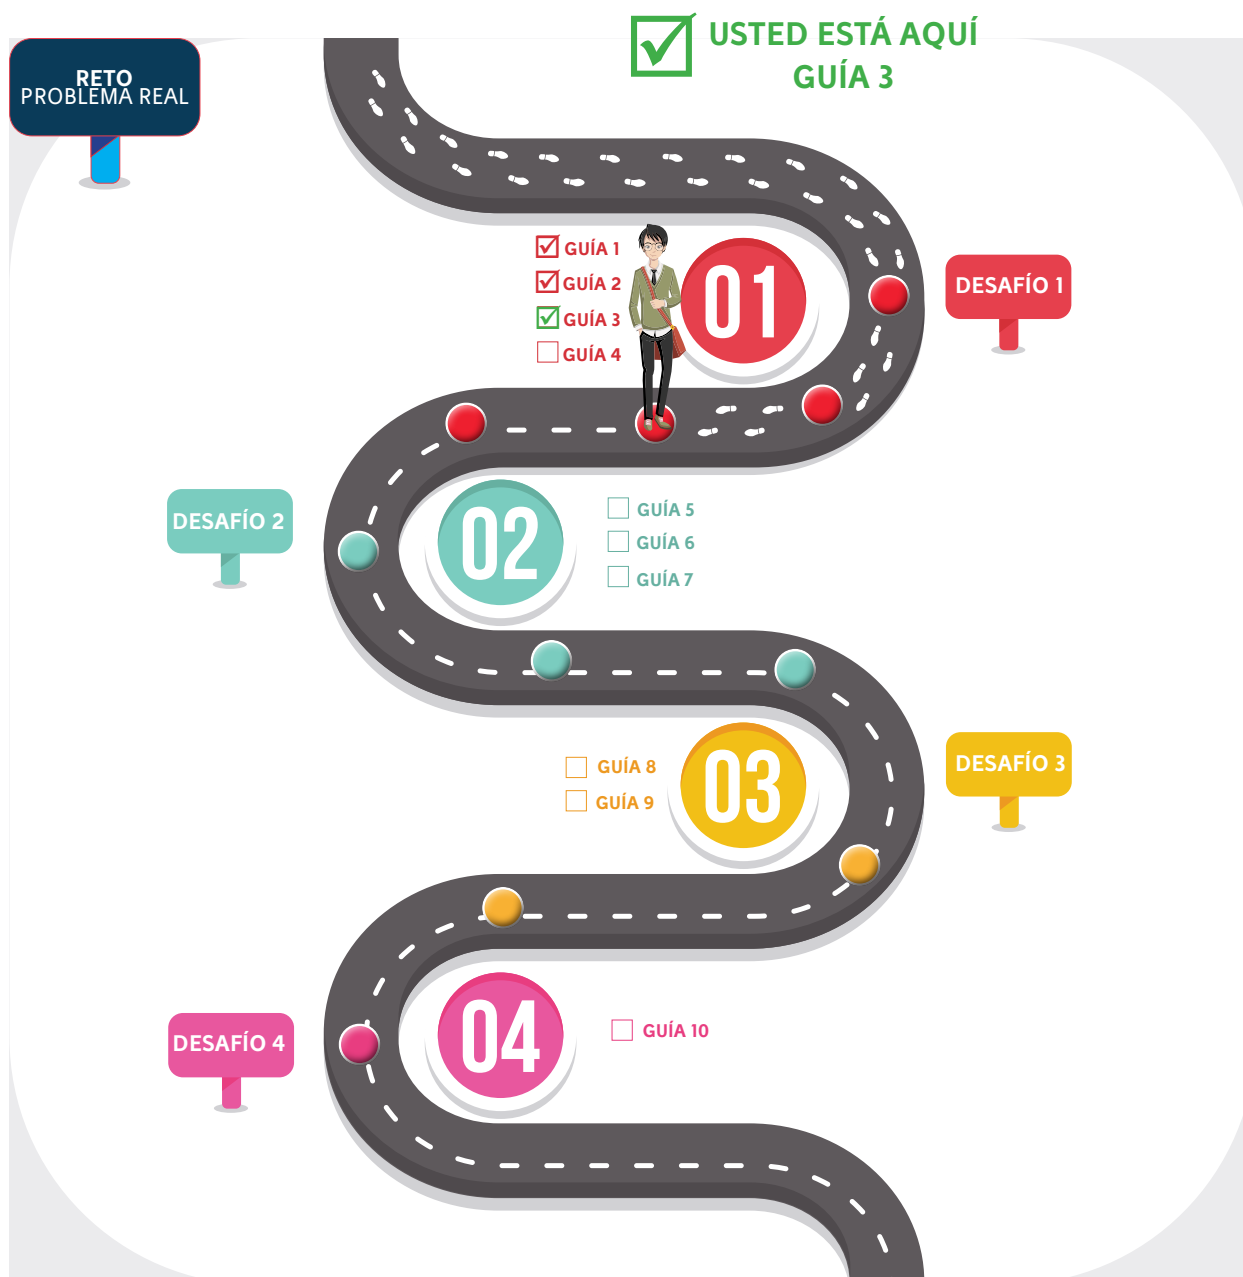 USTED ESTÁ AQUÍ
GUÍA 3
RETO
PROBLEMA REAL
GUÍA 1
GUÍA 2
GUÍA 3
GUÍA 4
01
DESAFÍO 1
DESAFÍO 2
02
GUÍA 5
GUÍA 6
GUÍA 7
GUÍA 8
GUÍA 9
03
DESAFÍO 3
DESAFÍO 4
04
GUÍA 10